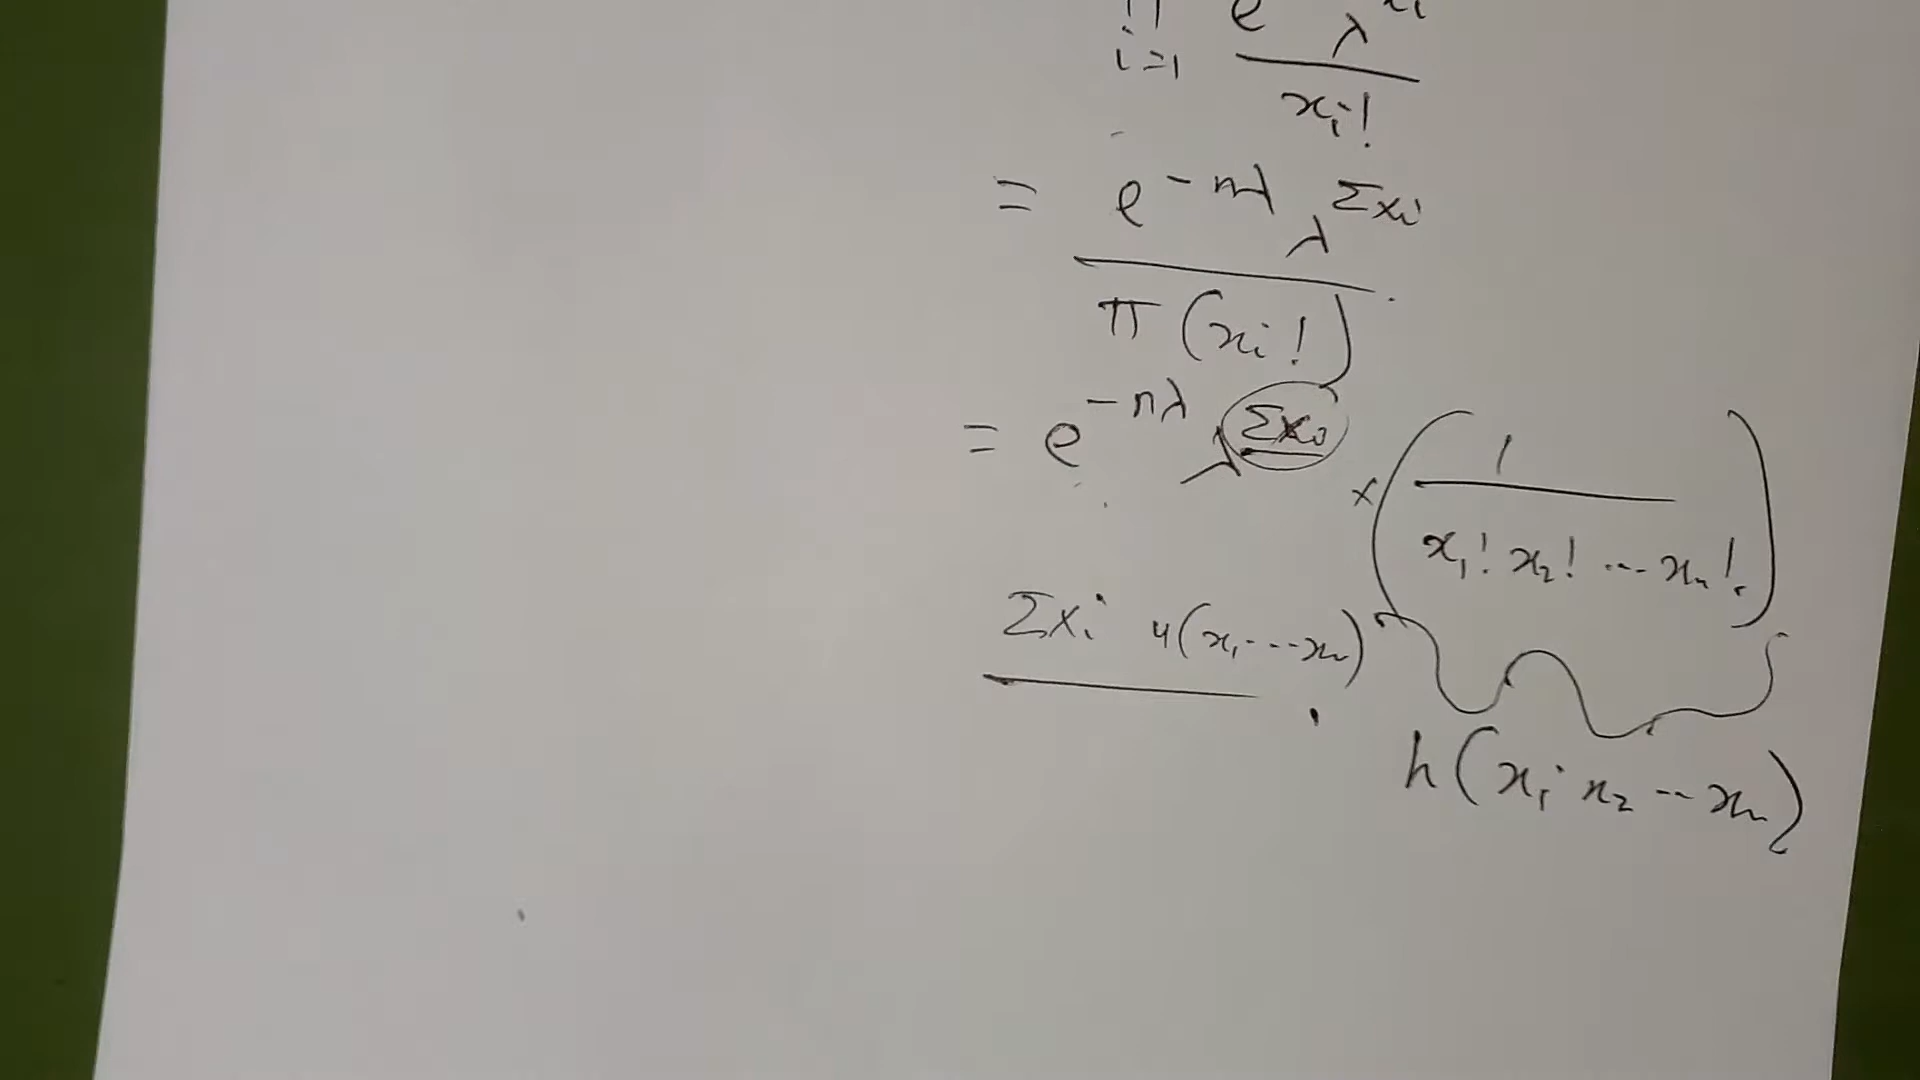 ∏ e λ^xi
i=1 xi!
= e^-nλ λ^Σxi
π (xi!)
= e^-nλ λ^Σxi × ( 1
x1! x2! --- xn! )
Σxi u(x1---xn)
h(x1 x2 -- xn)